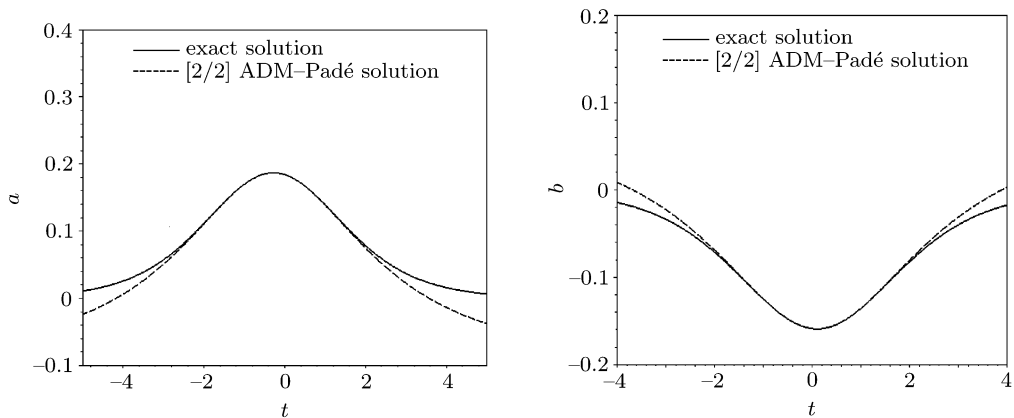 0.4
exact solution
[2/2] ADM–Padé solution
0.3
0.2
a
0.1
0
–0.1
–4
–2
0
2
4
t
0.2
exact solution
[2/2] ADM–Padé solution
0.1
b
0
–0.1
–0.2
–4
–2
0
2
4
t